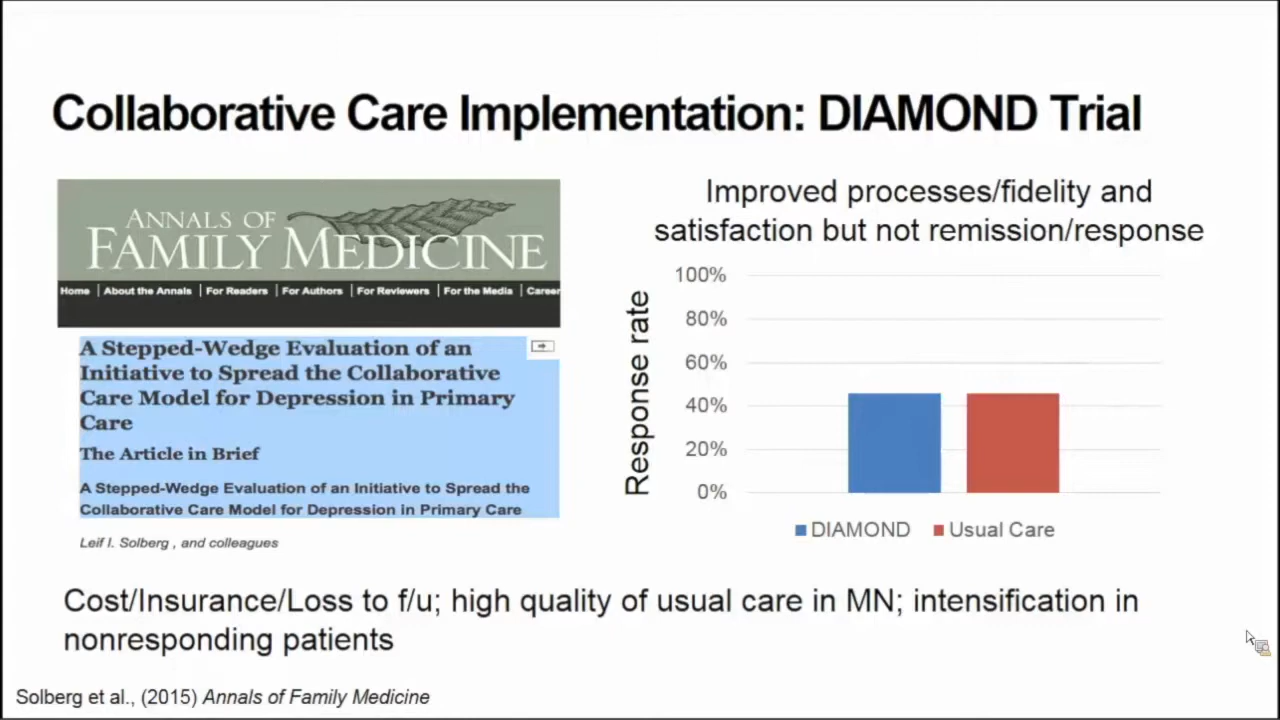 Collaborative Care Implementation: DIAMOND Trial
ANNALS OF
FAMILY MEDICINE
Home | About the Annals | For Readers | For Authors | For Reviewers | For the Media | Career
A Stepped-Wedge Evaluation of an
Initiative to Spread the Collaborative
Care Model for Depression in Primary
Care
The Article in Brief
A Stepped-Wedge Evaluation of an Initiative to Spread the
Collaborative Care Model for Depression in Primary Care
Leif I. Solberg , and colleagues
Improved processes/fidelity and
satisfaction but not remission/response
Response rate
100%
80%
60%
40%
20%
0%
DIAMOND Usual Care
Cost/Insurance/Loss to f/u; high quality of usual care in MN; intensification in
nonresponding patients
Solberg et al., (2015) Annals of Family Medicine